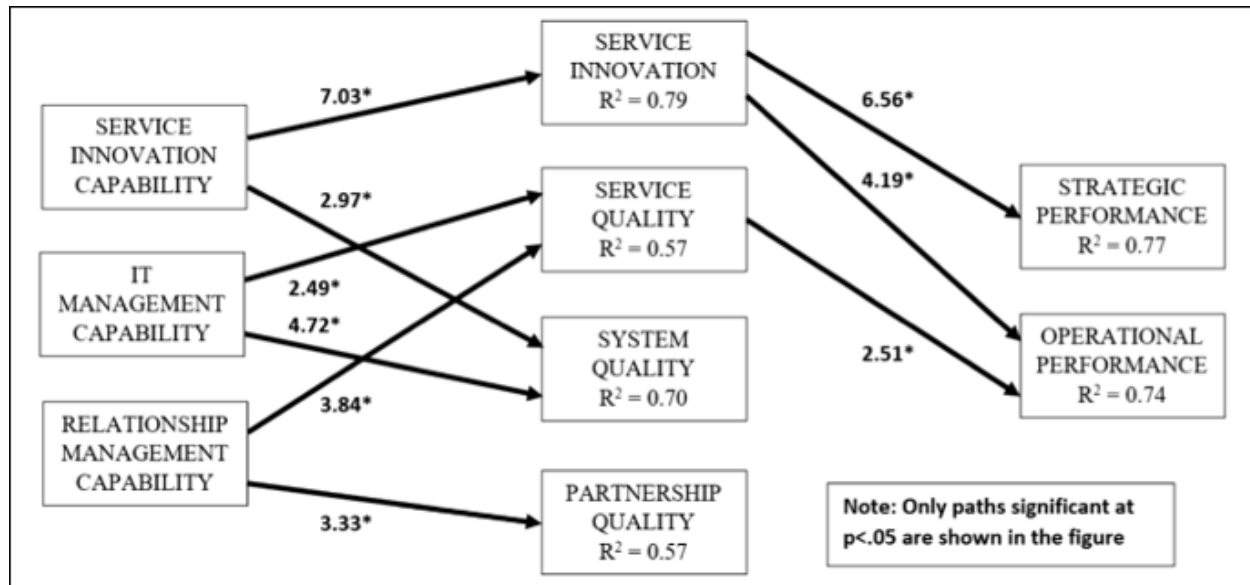 SERVICE
INNOVATION
CAPABILITY
IT
MANAGEMENT
CAPABILITY
RELATIONSHIP
MANAGEMENT
CAPABILITY
7.03*
2.97*
2.49*
4.72*
3.84*
3.33*
SERVICE
INNOVATION
R² = 0.79
SERVICE
QUALITY
R² = 0.57
SYSTEM
QUALITY
R² = 0.70
PARTNERSHIP
QUALITY
R² = 0.57
6.56*
4.19*
2.51*
STRATEGIC
PERFORMANCE
R² = 0.77
OPERATIONAL
PERFORMANCE
R² = 0.74
Note: Only paths significant at
p<.05 are shown in the figure